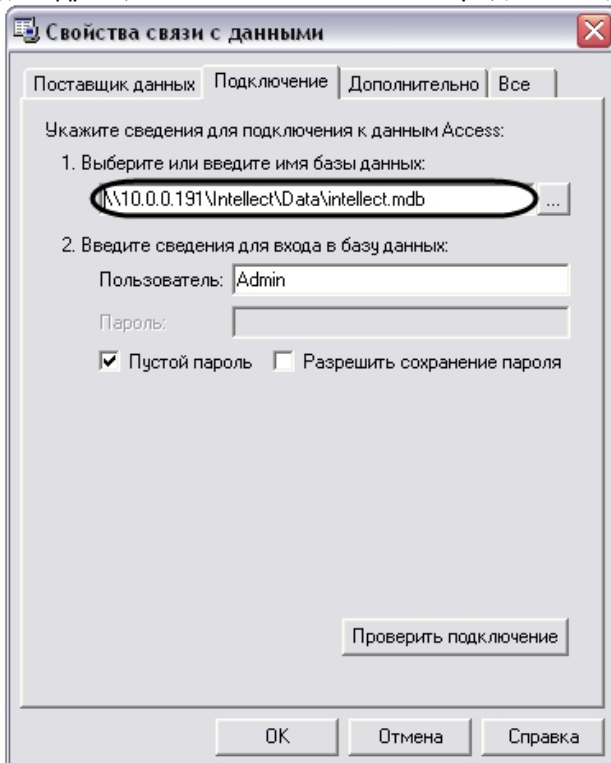 Свойства связи с данными
Поставщик данных Подключение Дополнительно Все
Укажите сведения для подключения к данным Access:
1. Выберите или введите имя базы данных:
\\10.0.0.191\Intellect\Data\intellect.mdb ...
2. Введите сведения для входа в базу данных:
Пользователь: Admin
Пароль:
Пустой пароль Разрешить сохранение пароля
Проверить подключение
ОК Отмена Справка